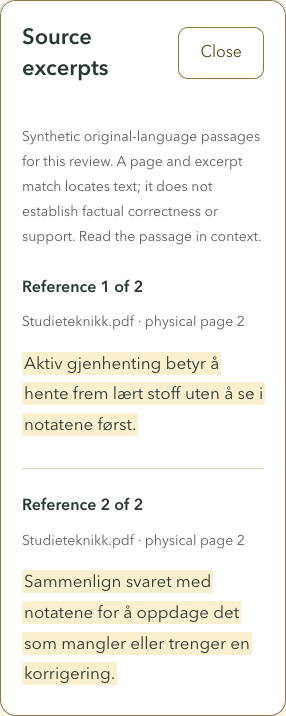 Source
excerpts
Close
Synthetic original-language passages
for this review. A page and excerpt
match locates text; it does not
establish factual correctness or
support. Read the passage in context.
Reference 1 of 2
Studieteknikk.pdf · physical page 2
Aktiv gjenhenting betyr å
hente frem lært stoff uten å se i
notatene først.
Reference 2 of 2
Studieteknikk.pdf · physical page 2
Sammenlign svaret med
notatene for å oppdage det
som mangler eller trenger en
korrigering.